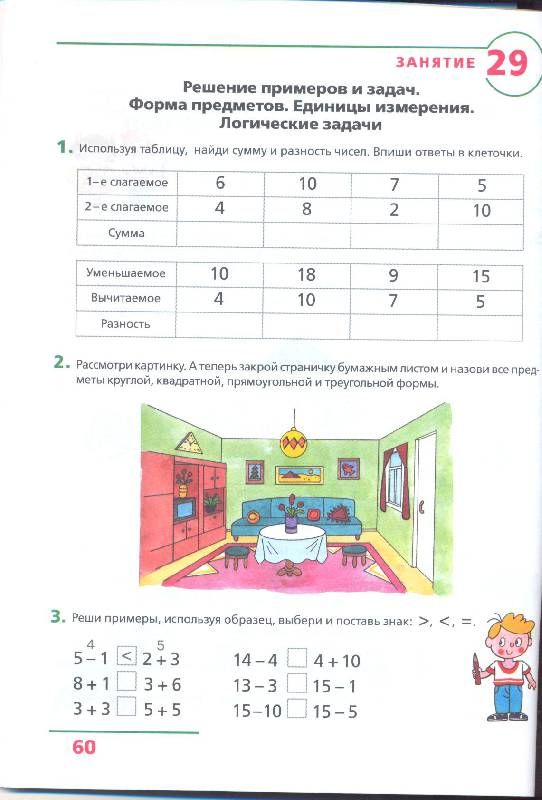 ЗАНЯТИЕ 29
Решение примеров и задач.
Форма предметов. Единицы измерения.
Логические задачи
1. Используя таблицу, найди сумму и разность чисел. Впиши ответы в клеточки.
1–е слагаемое 6 10 7 5
2–е слагаемое 4 8 2 10
Сумма
Уменьшаемое 10 18 9 15
Вычитаемое 4 10 7 5
Разность
2. Рассмотри картинку. А теперь закрой страничку бумажным листом и назови все пред-
меты круглой, квадратной, прямоугольной и треугольной формы.
3. Реши примеры, используя образец, выбери и поставь знак: >, <, =.
4 5
5 – 1 < 2 + 3 14 – 4 4 + 10
8 + 1 3 + 6 13 – 3 15 – 1
3 + 3 5 + 5 15–10 15 – 5
60